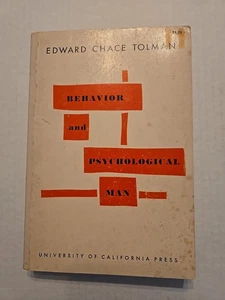 EDWARD CHACE TOLMAN
BEHAVIOR
and
PSYCHOLOGICAL
MAN
UNIVERSITY OF CALIFORNIA PRESS